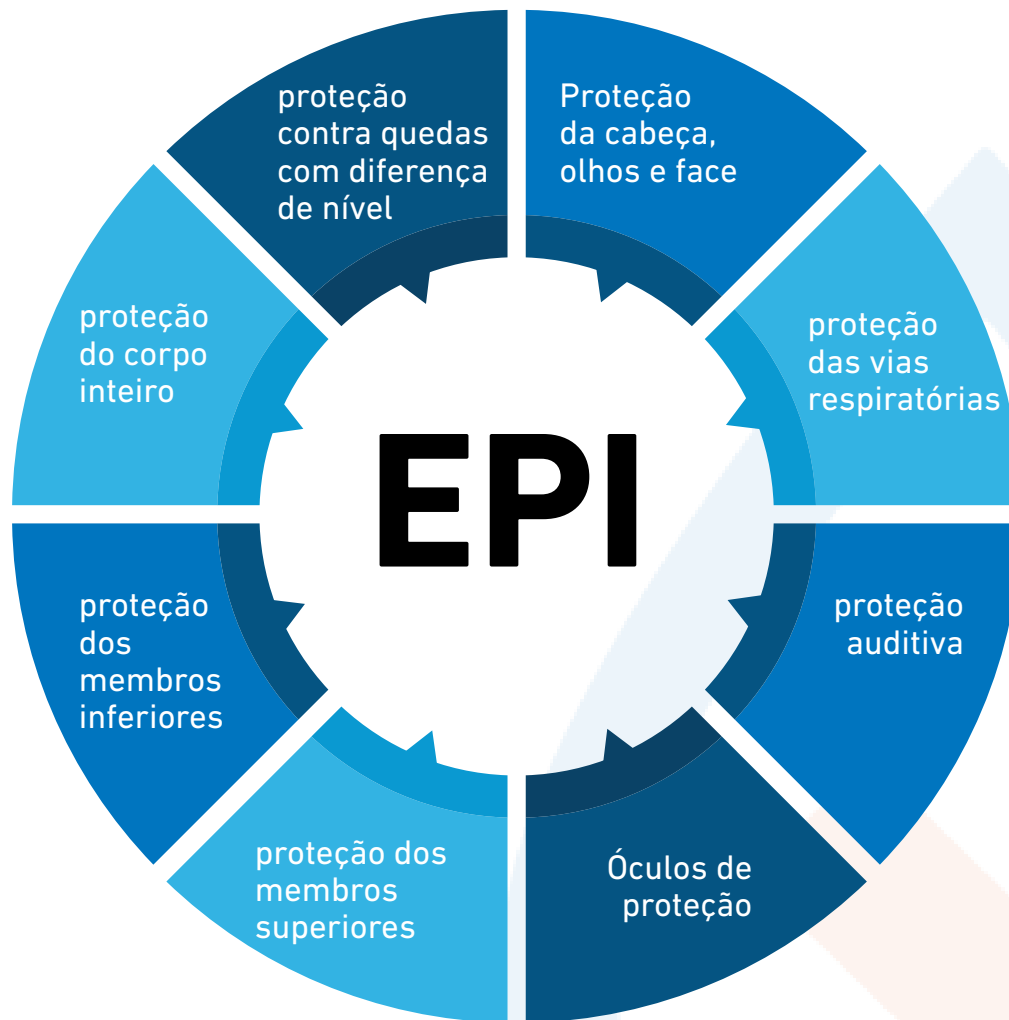 proteção
contra quedas
com diferença
de nível
Proteção
da cabeça,
olhos e face
proteção
das vias
respiratórias
proteção
auditiva
Óculos de
proteção
proteção dos
membros
superiores
proteção
dos
membros
inferiores
proteção
do corpo
inteiro
EPI